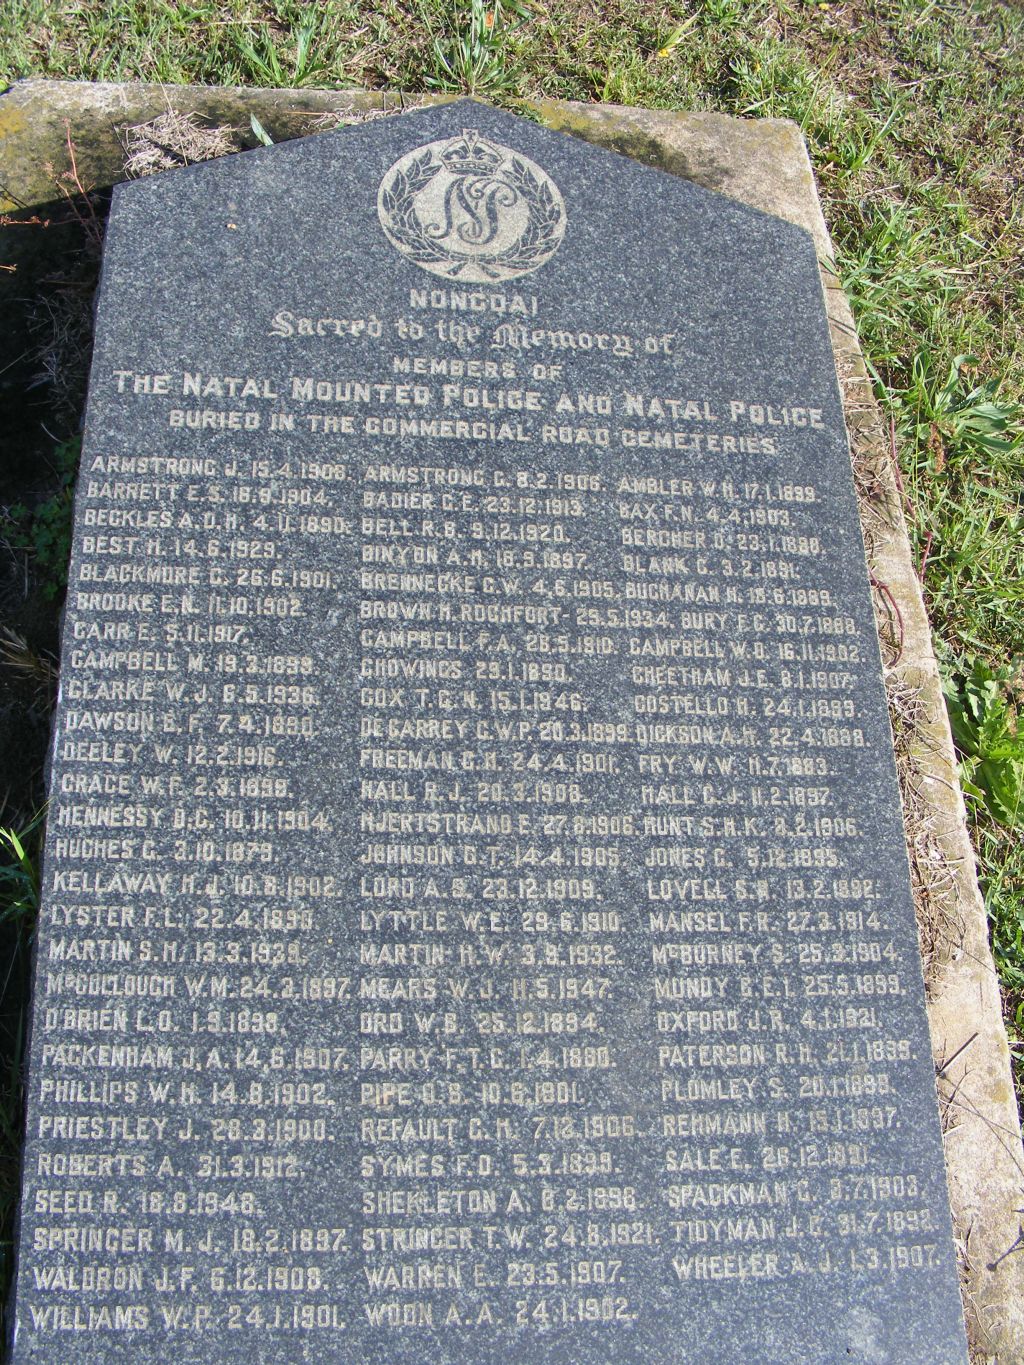 NP
NONGQAI
Sacred to the Memory of
MEMBERS OF
THE NATAL MOUNTED POLICE AND NATAL POLICE
BURIED IN THE COMMERCIAL ROAD CEMETERIES
ARMSTRONG J. 15.4.1908. ARMSTRONG G. 8.2.1906. AMBLER W.H. 17.1.1899.
BARRETT E.S. 18.9.1904. BADIER C.E. 23.12.1913. BAX F.N. 4.4.1903.
BECKLES A.D.H. 4.11.1890. BELL R.B. 9.12.1920. BERCHER D. 23.1.1880.
BEST H. 14.6.1929. BINYON A.H. 18.9.1897. BLANK C. 3.2.1891.
BLACKMORE C. 26.6.1901. BRENNECKE C.W. 4.6.1905. BUCHANAN H. 18.6.1889.
BROOKE E.N. 11.10.1902. BROWN H. ROCHFORT - 29.5.1934. BURY F.C. 30.7.1888.
CARR E. 5.11.1917. CAMPBELL F.A. 26.5.1910. CAMPBELL W.D. 16.11.1902.
CAMPBELL M. 19.3.1899. CHOWINGS 29.1.1890. CHEETHAM J.E. 8.1.1907.
CLARKE W.J. 6.5.1936. COX T.G.N. 15.1.1946. COSTELLO H. 24.1.1889.
DAWSON G.F. 7.4.1890. DE CARREY C.W.P. 20.3.1899. DICKSON A.H. 22.4.1888.
DEELEY W. 12.2.1916. FREEMAN C.H. 24.4.1901. FRY W.W. 11.7.1883.
GRACE W.F. 2.3.1899. HALL R.J. 20.3.1908. HALL C.J. 11.2.1897.
HENNESSY D.C. 10.11.1904. HJERTSTRAND E. 27.8.1906. HUNT S.H.K. 8.2.1906.
HUGHES G. 3.10.1879. JOHNSON G.T. 14.4.1905. JONES C. 5.12.1895.
KELLAWAY H.J. 10.8.1902. LORD A.S. 23.12.1909. LOVELL S.R. 13.2.1892.
LYSTER F.L. 22.4.1890. LYTTLE W.E. 29.6.1910. MANSEL F.R. 27.3.1914.
MARTIN S.H. 13.3.1939. MARTIN H.W. 3.9.1932. McBURNEY S. 25.3.1904.
McCULLOUGH W.M. 24.2.1897. MEARS W.J. 11.5.1947. MUNDY G.E.I. 25.5.1899.
O'BRIEN L.O. 1.9.1898. ORD W.B. 25.12.1894. OXFORD J.R. 4.1.1921.
PACKENHAM J.A. 14.6.1907. PARRY F.T.G. 1.4.1880. PATERSON R.H. 21.1.1899.
PHILLIPS W.H. 14.8.1902. PIPE O.B. 10.6.1801. PLOMLEY S. 20.1.1888.
PRIESTLEY J. 28.3.1900. REFAULT C.H. 7.12.1906. REHMANN H. 15.1.1897.
ROBERTS A. 31.3.1912. SYMES F.D. 5.3.1899. SALE E. 26.12.1891.
SEED R. 18.8.1948. SHEKLETON A. 6.2.1896. SPACKMAN C. 8.7.1903.
SPRINGER M.J. 18.2.1897. STRINGER T.W. 24.8.1921. TIDYMAN J.C. 31.7.1892.
WALDRON J.F. 6.12.1908. WARREN E. 29.5.1907. WHEELER A.J. 1.3.1907.
WILLIAMS W.P. 24.1.1901. WOON A.A. 24.1.1902.